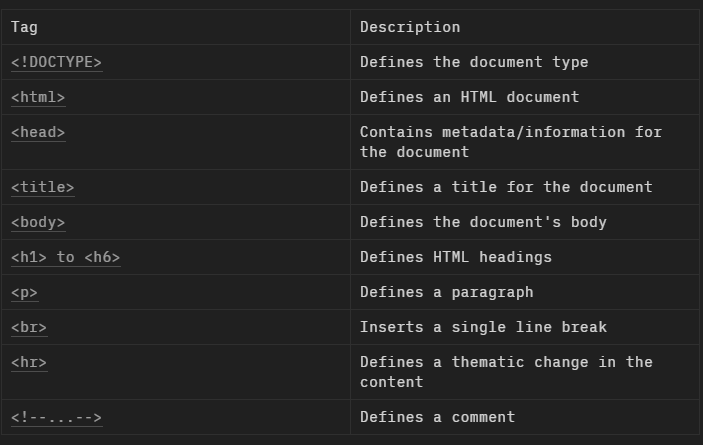 Tag Description
<!DOCTYPE> Defines the document type
<html> Defines an HTML document
<head> Contains metadata/information for
the document
<title> Defines a title for the document
<body> Defines the document's body
<h1> to <h6> Defines HTML headings
<p> Defines a paragraph
<br> Inserts a single line break
<hr> Defines a thematic change in the
content
<!--...--> Defines a comment